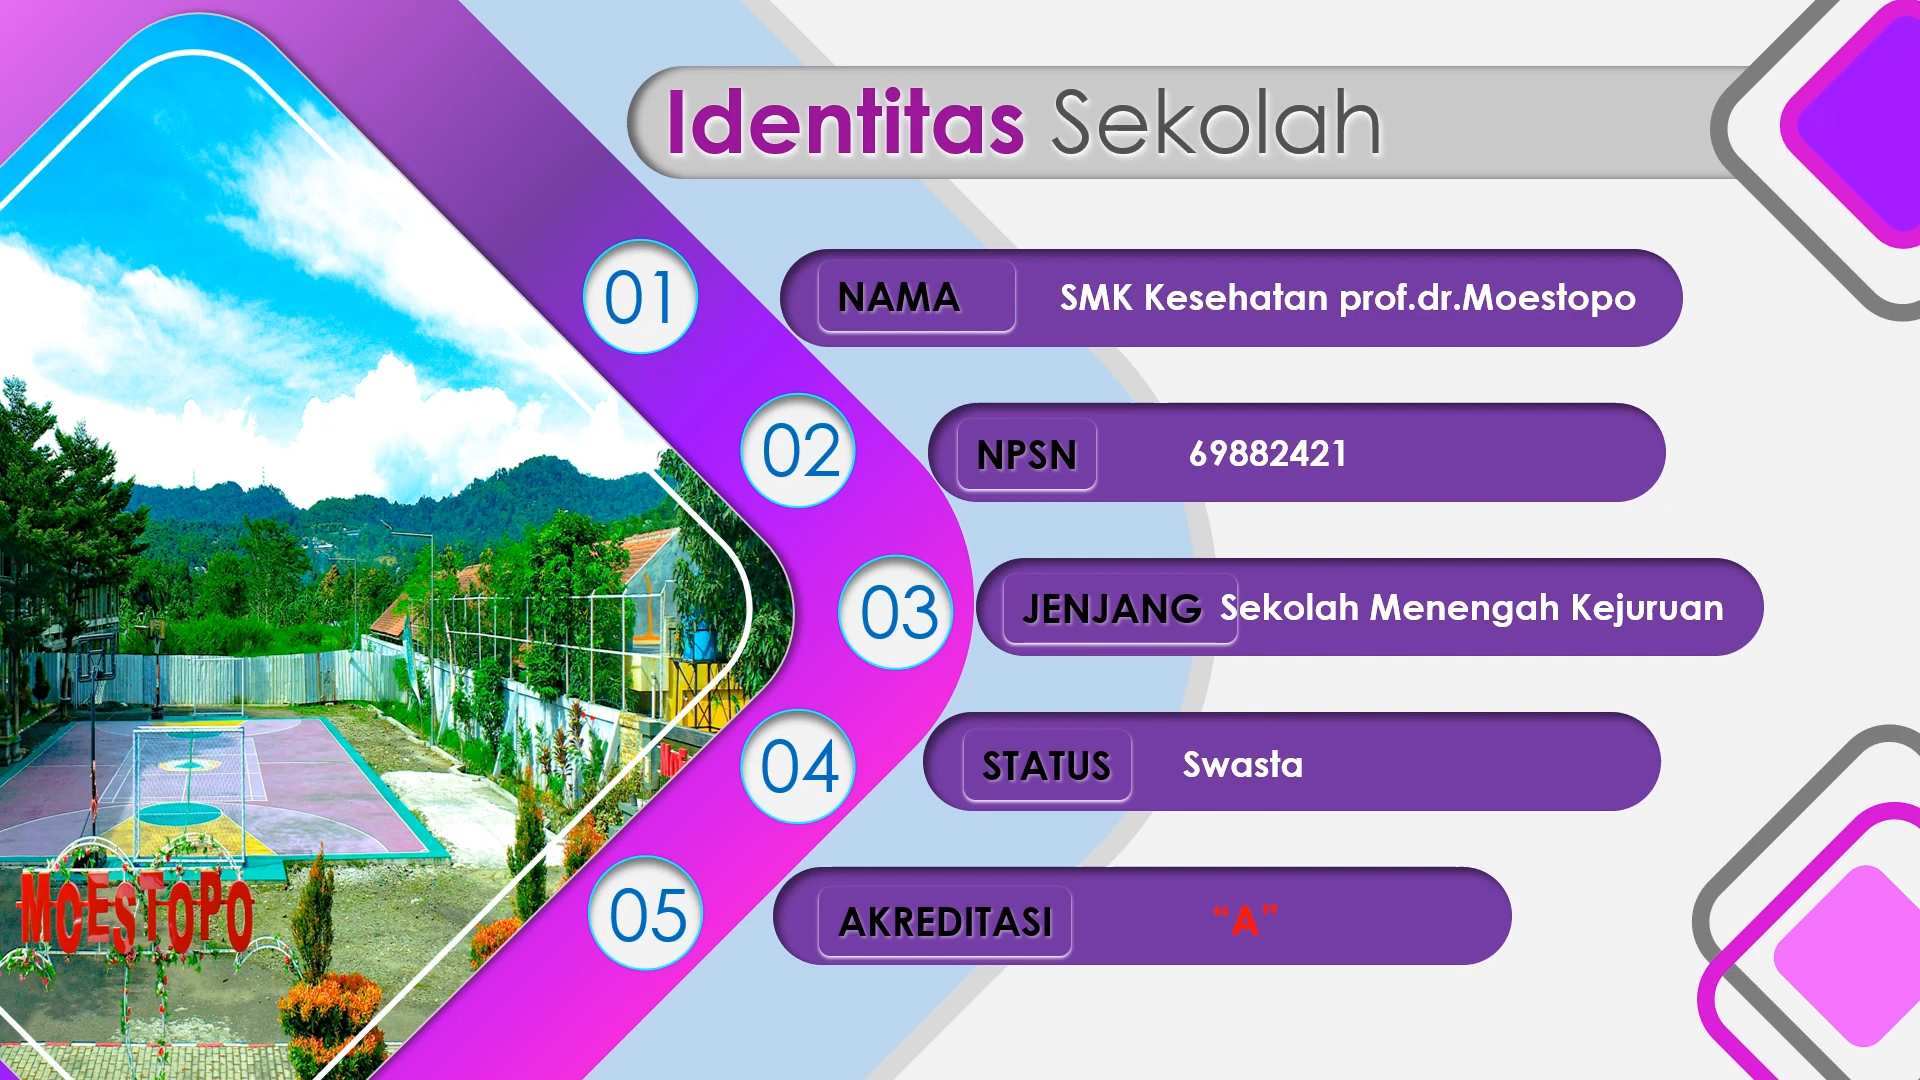 Identitas Sekolah
01
NAMA SMK Kesehatan prof.dr.Moestopo
02
NPSN 69882421
03
JENJANG Sekolah Menengah Kejuruan
04
STATUS Swasta
05
AKREDITASI “A”
MOESTOPO